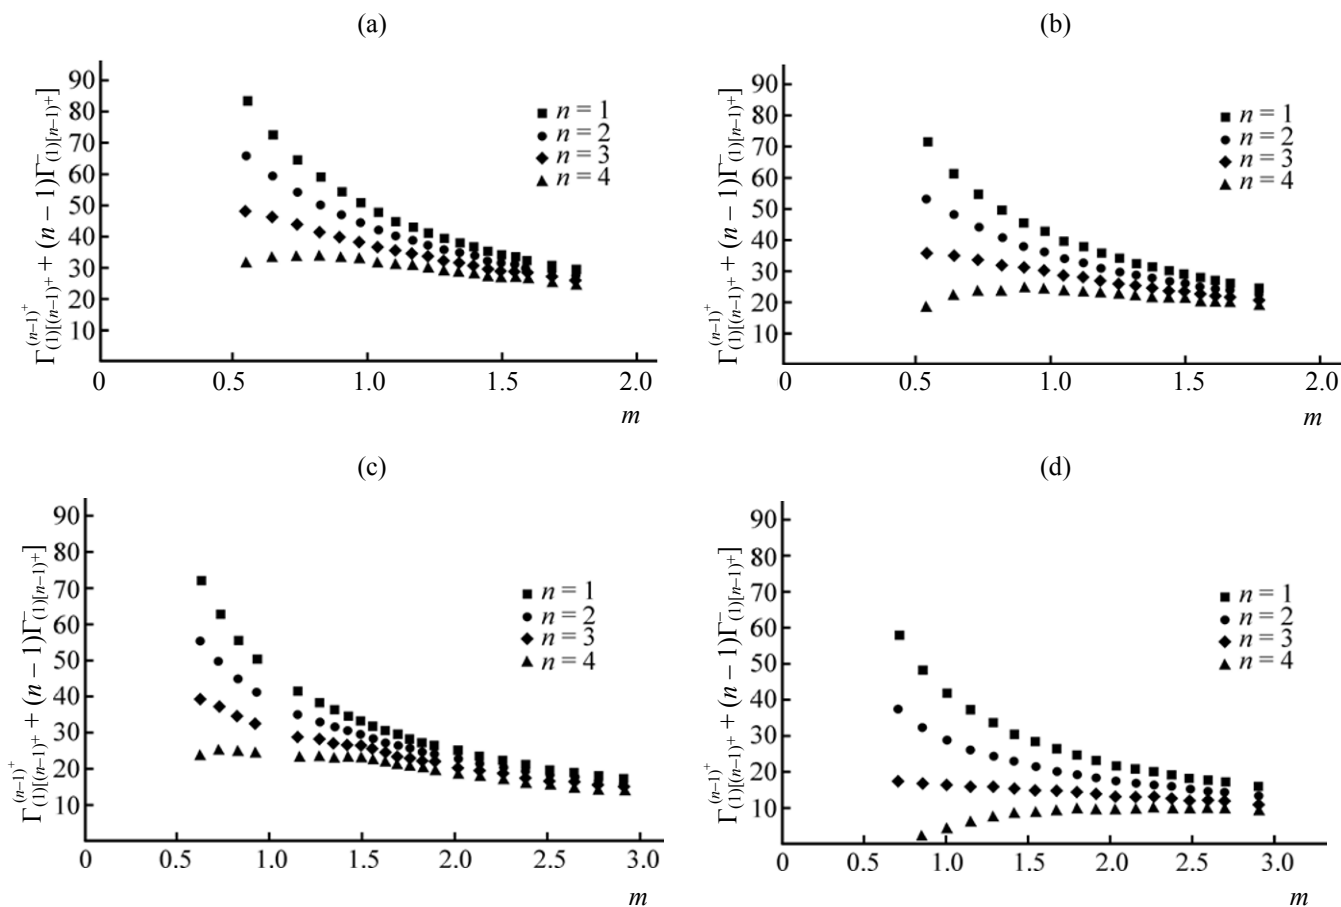 (a)
Γ^{(n–1)^+}_{(1)[(n–1)^+} + (n – 1)Γ^–_{(1)[n–1)^+}]
90
80
70
60
50
40
30
20
10
0
0.5
1.0
1.5
2.0
m
n = 1
n = 2
n = 3
n = 4
(b)
Γ^{(n–1)^+}_{(1)[(n–1)^+} + (n – 1)Γ^–_{(1)[n–1)^+}]
90
80
70
60
50
40
30
20
10
0
0.5
1.0
1.5
2.0
m
n = 1
n = 2
n = 3
n = 4
(c)
Γ^{(n–1)^+}_{(1)[(n–1)^+} + (n – 1)Γ^–_{(1)[(n–1)^+}]
90
80
70
60
50
40
30
20
10
0
0.5
1.0
1.5
2.0
2.5
3.0
m
n = 1
n = 2
n = 3
n = 4
(d)
Γ^{(n–1)^+}_{(1)[(n–1)^+} + (n – 1)Γ^–_{(1)[(n–1)^+}]
90
80
70
60
50
40
30
20
10
0
0.5
1.0
1.5
2.0
2.5
3.0
m
n = 1
n = 2
n = 3
n = 4